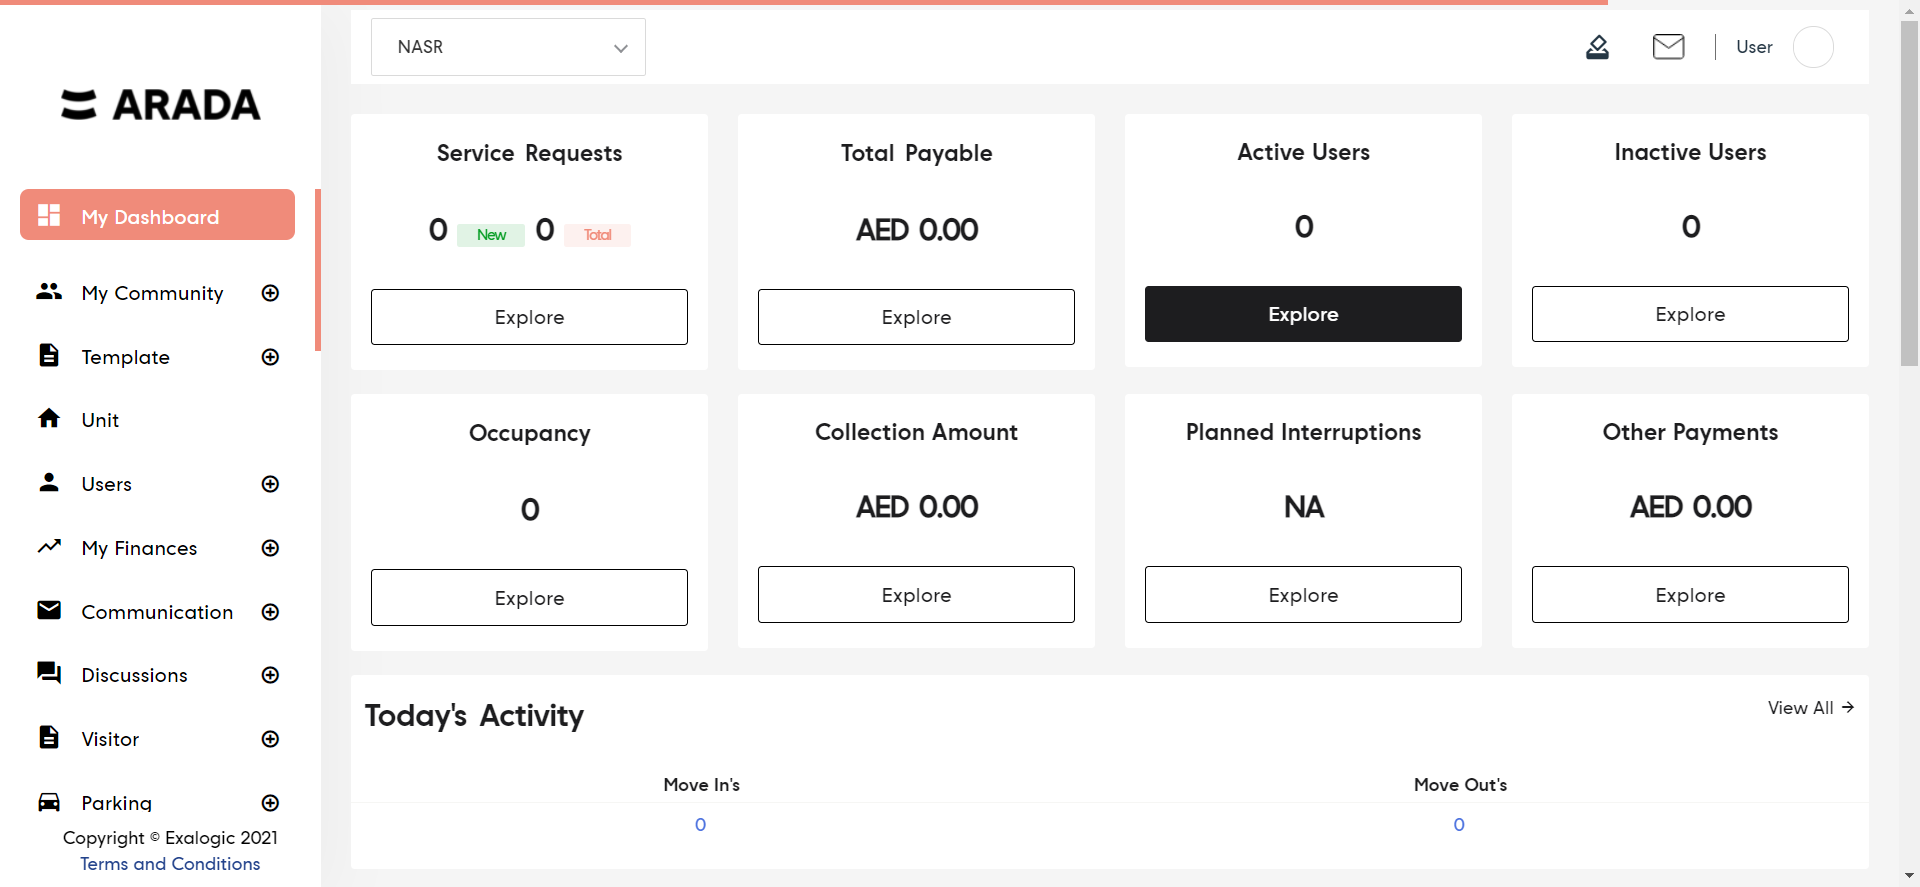 ARADA
My Dashboard
My Community
Template
Unit
Users
My Finances
Communication
Discussions
Visitor
Parking
Copyright © Exalogic 2021
Terms and Conditions
NASR
User
Service Requests
0 New 0 Total
Explore
Total Payable
AED 0.00
Explore
Active Users
0
Explore
Inactive Users
0
Explore
Occupancy
0
Explore
Collection Amount
AED 0.00
Explore
Planned Interruptions
NA
Explore
Other Payments
AED 0.00
Explore
Today's Activity
View All →
Move In's
0
Move Out's
0